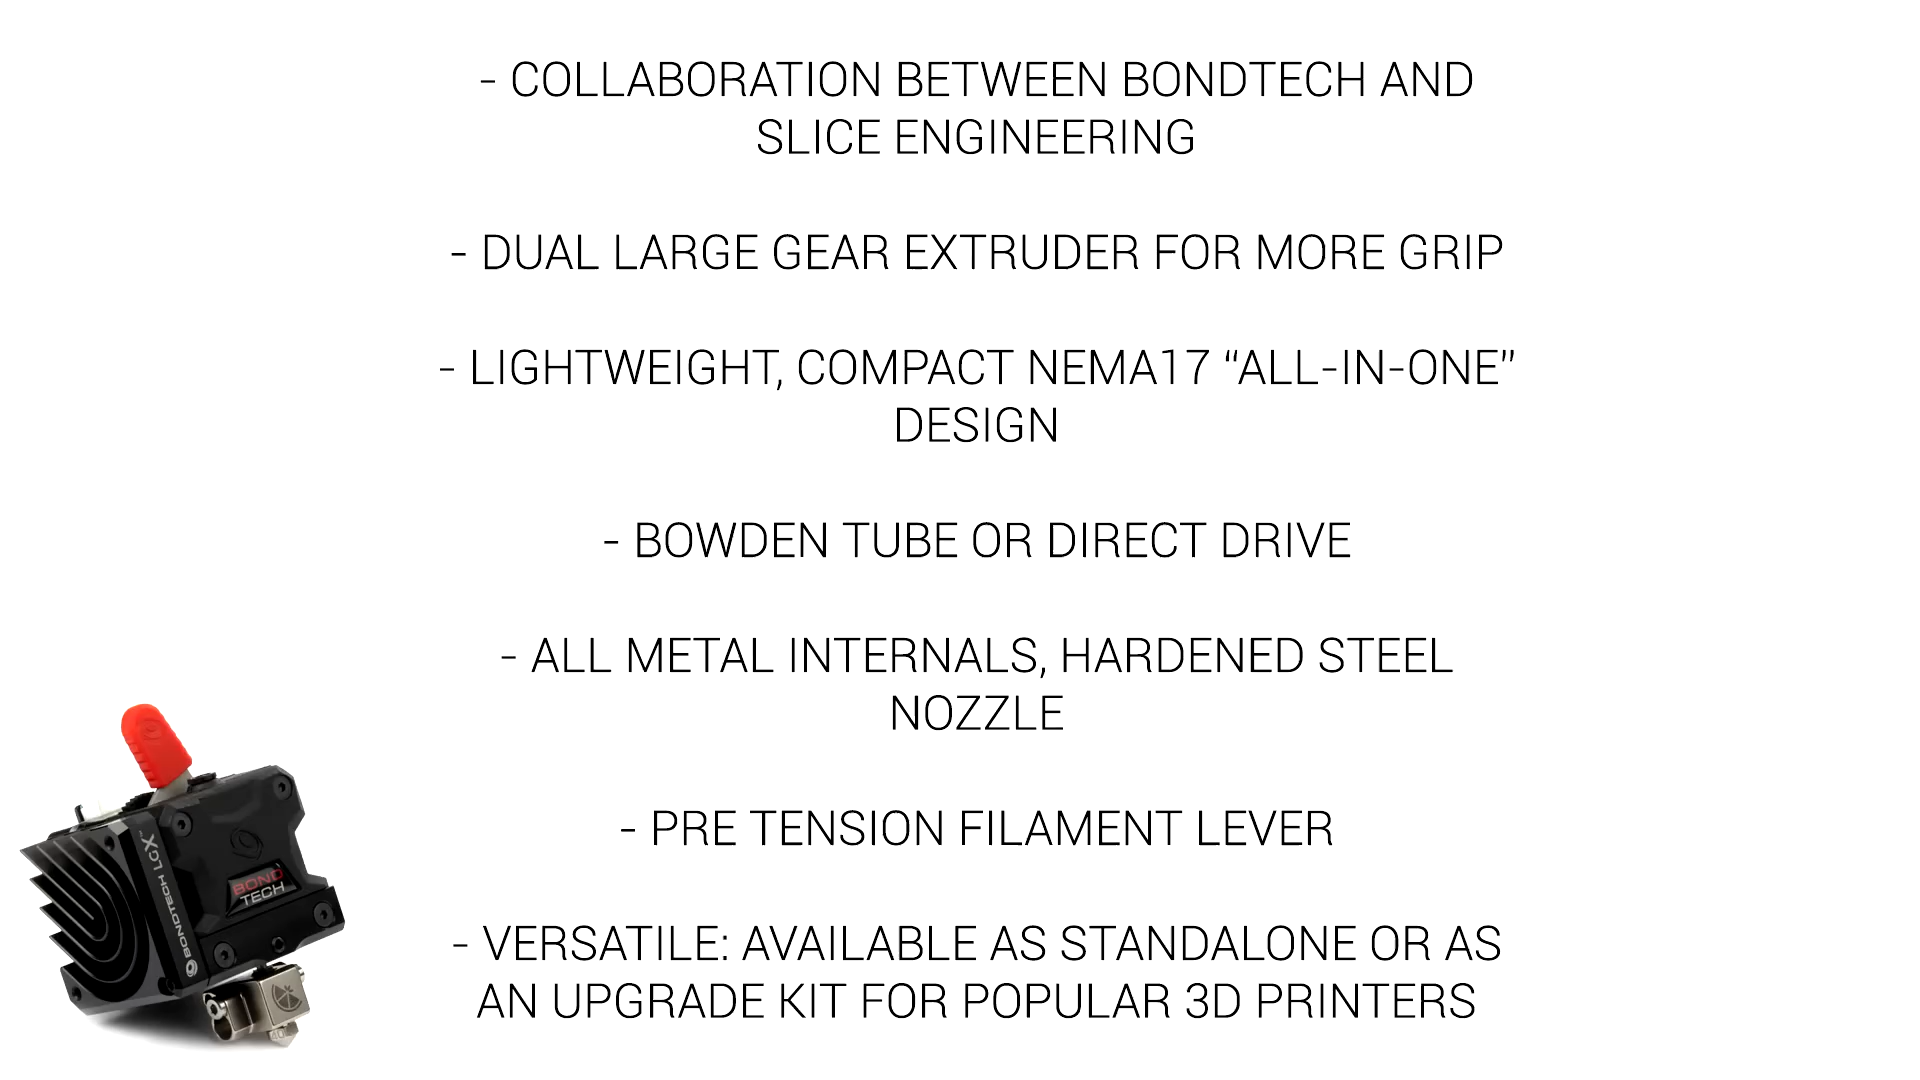 - COLLABORATION BETWEEN BONDTECH AND
SLICE ENGINEERING
- DUAL LARGE GEAR EXTRUDER FOR MORE GRIP
- LIGHTWEIGHT, COMPACT NEMA17 “ALL-IN-ONE”
DESIGN
- BOWDEN TUBE OR DIRECT DRIVE
- ALL METAL INTERNALS, HARDENED STEEL
NOZZLE
- PRE TENSION FILAMENT LEVER
- VERSATILE: AVAILABLE AS STANDALONE OR AS
AN UPGRADE KIT FOR POPULAR 3D PRINTERS
BONDTECH LGX
BOND
TECH